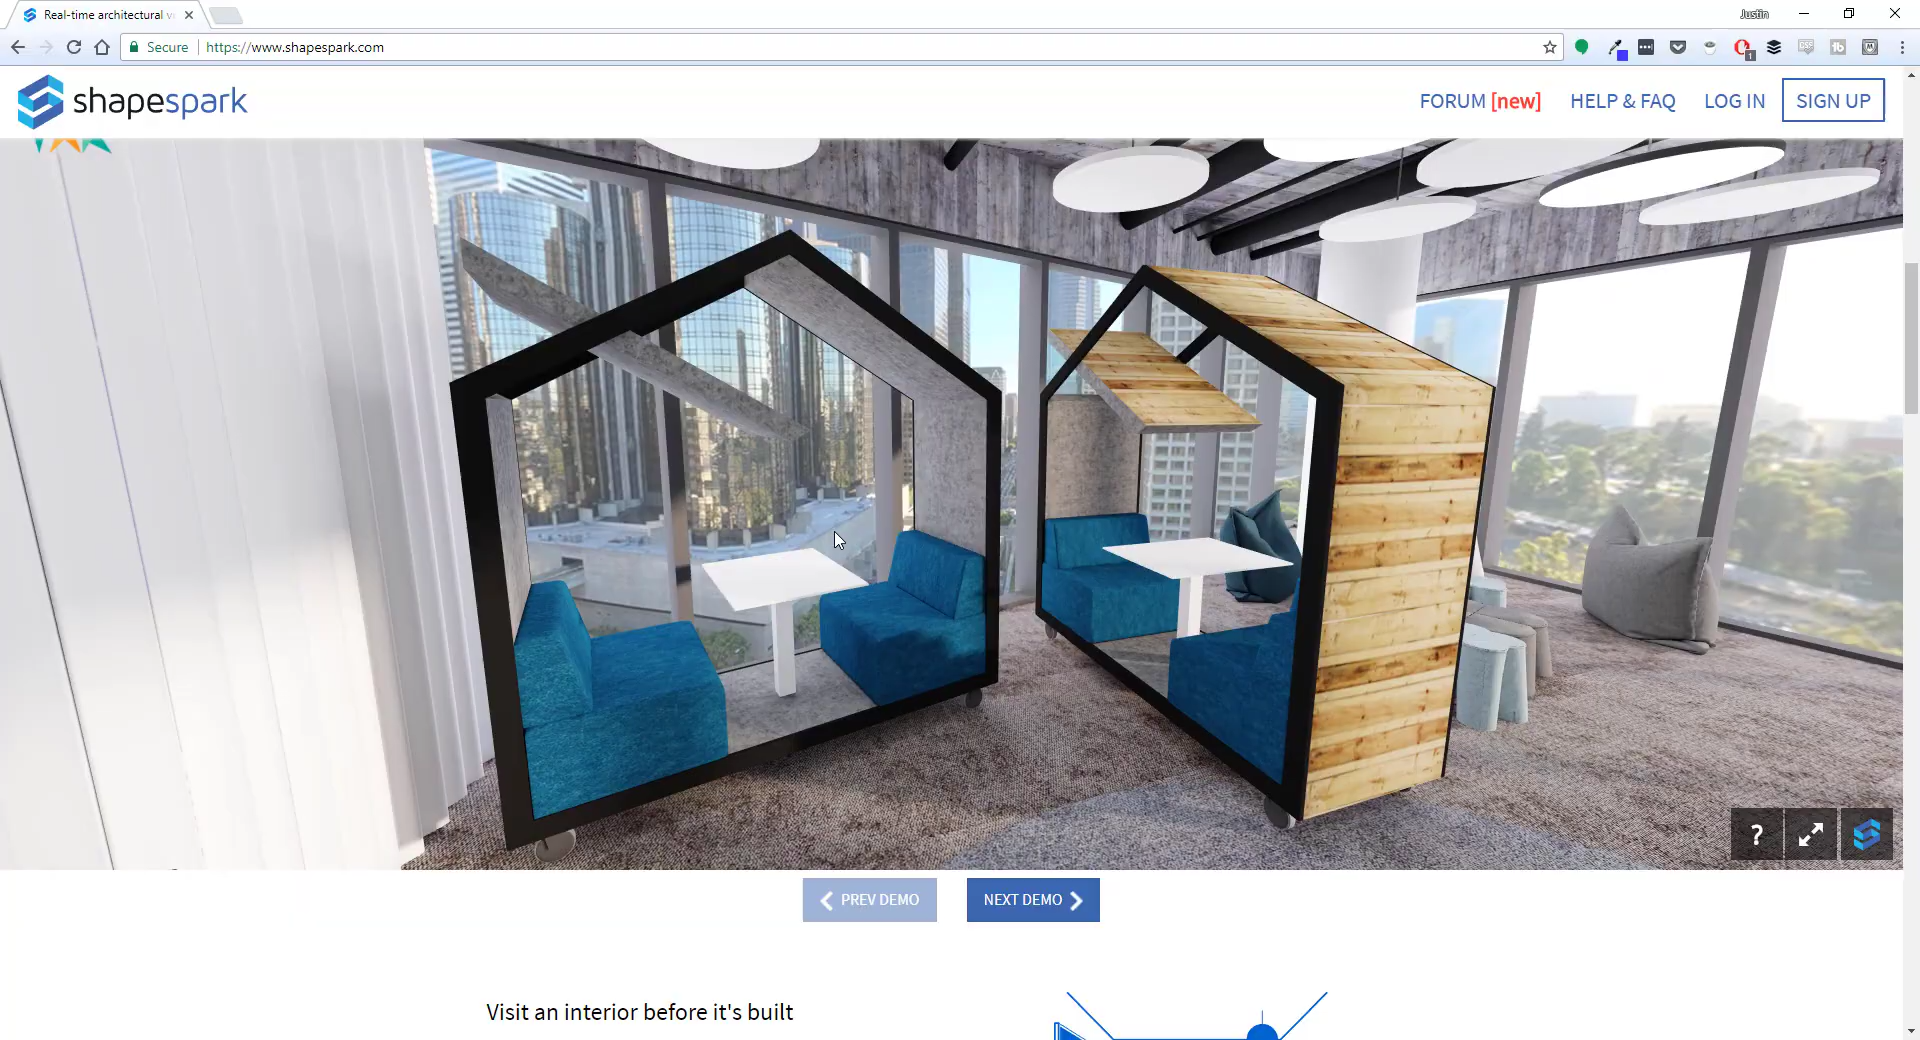 Real-time architectural v
Justin
Secure
https://www.shapespark.com
1
shapespark
FORUM [new]
HELP & FAQ
LOG IN
SIGN UP
?
PREV DEMO
NEXT DEMO
Visit an interior before it's built